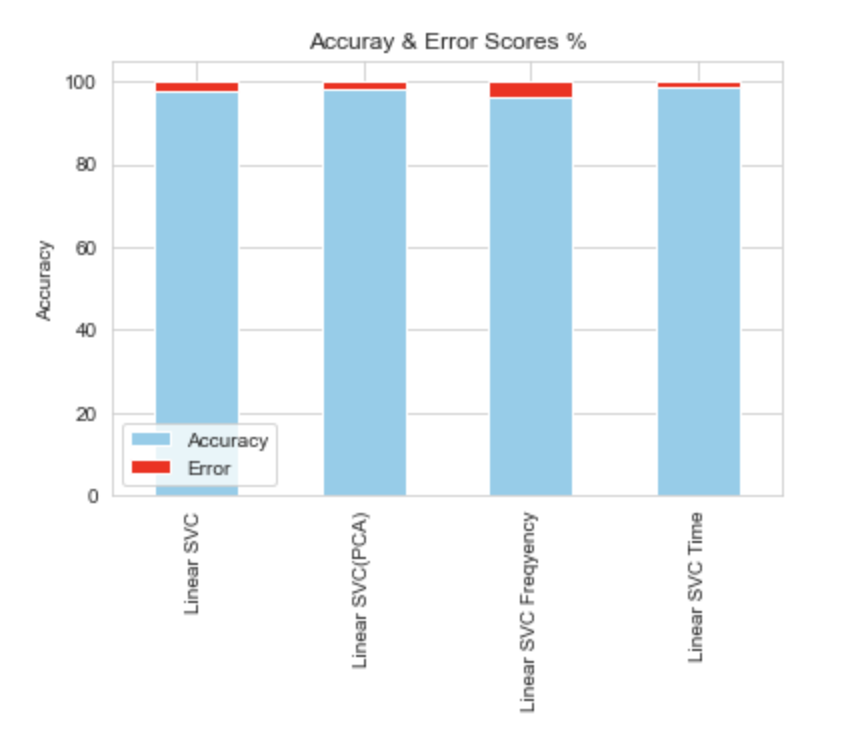 Accuray & Error Scores %
100
80
60
40
20
0
Accuracy
Accuracy
Error
Linear SVC
Linear SVC(PCA)
Linear SVC Freqyency
Linear SVC Time